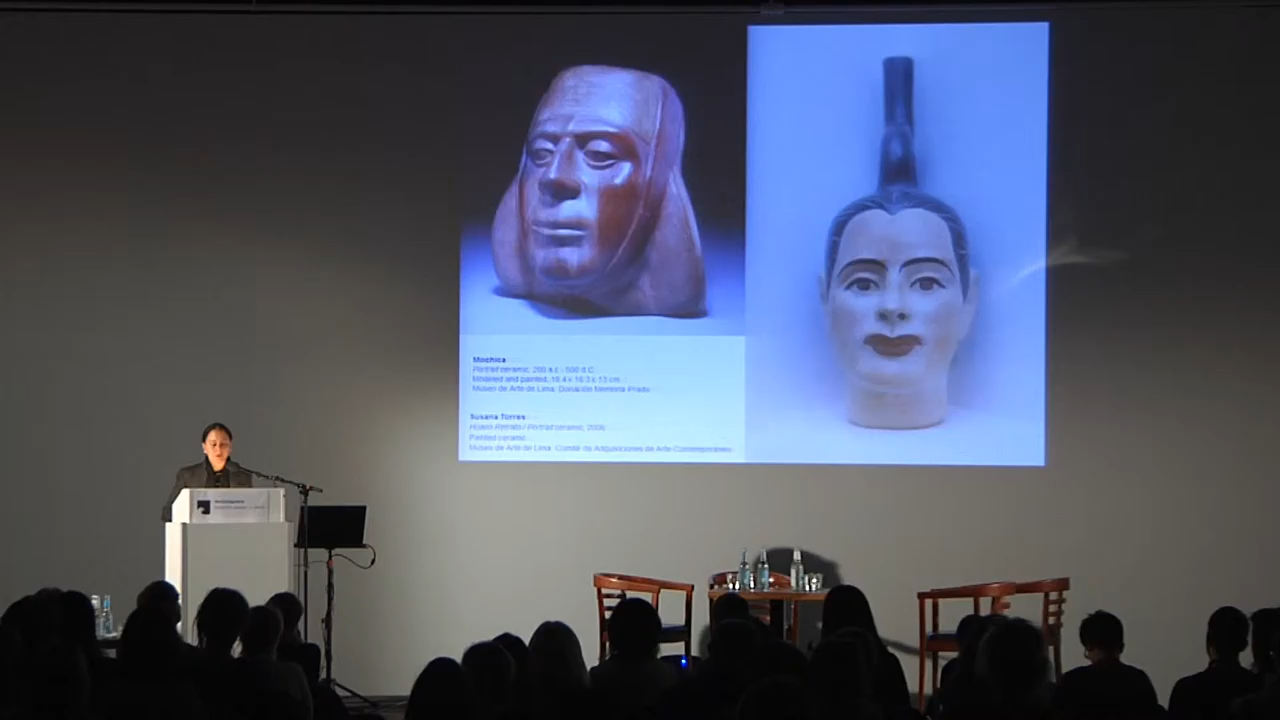 Mochica
Portrait ceramic, 200 a.C - 500 d.C.
Modeled and painted, 18.4 x 16.3 x 13 cm
Museo de Arte de Lima. Donación Memoria Prado
Susana Torres
Huaco Retrato / Portrait ceramic, 2006
Painted ceramic
Museo de Arte de Lima. Comité de Adquisiciones de Arte Contemporáneo